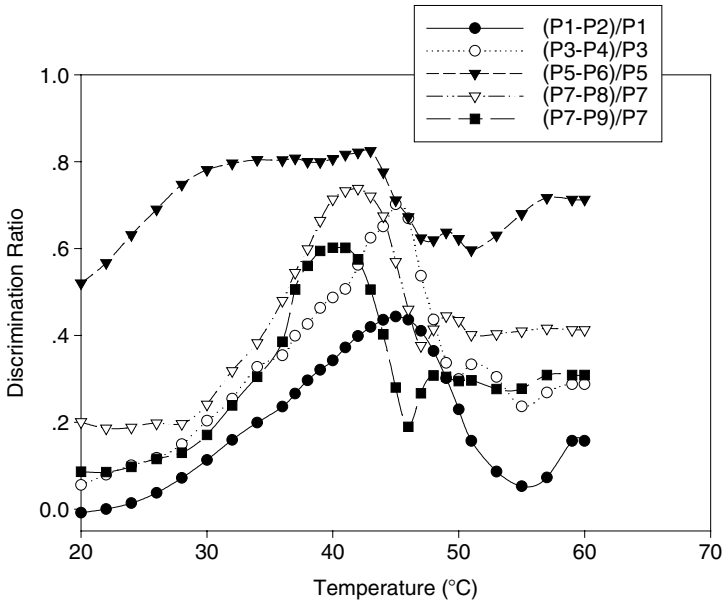 (P1-P2)/P1
(P3-P4)/P3
(P5-P6)/P5
(P7-P8)/P7
(P7-P9)/P7
1.0
.8
.6
.4
.2
0.0
Discrimination Ratio
20 30 40 50 60 70
Temperature (°C)